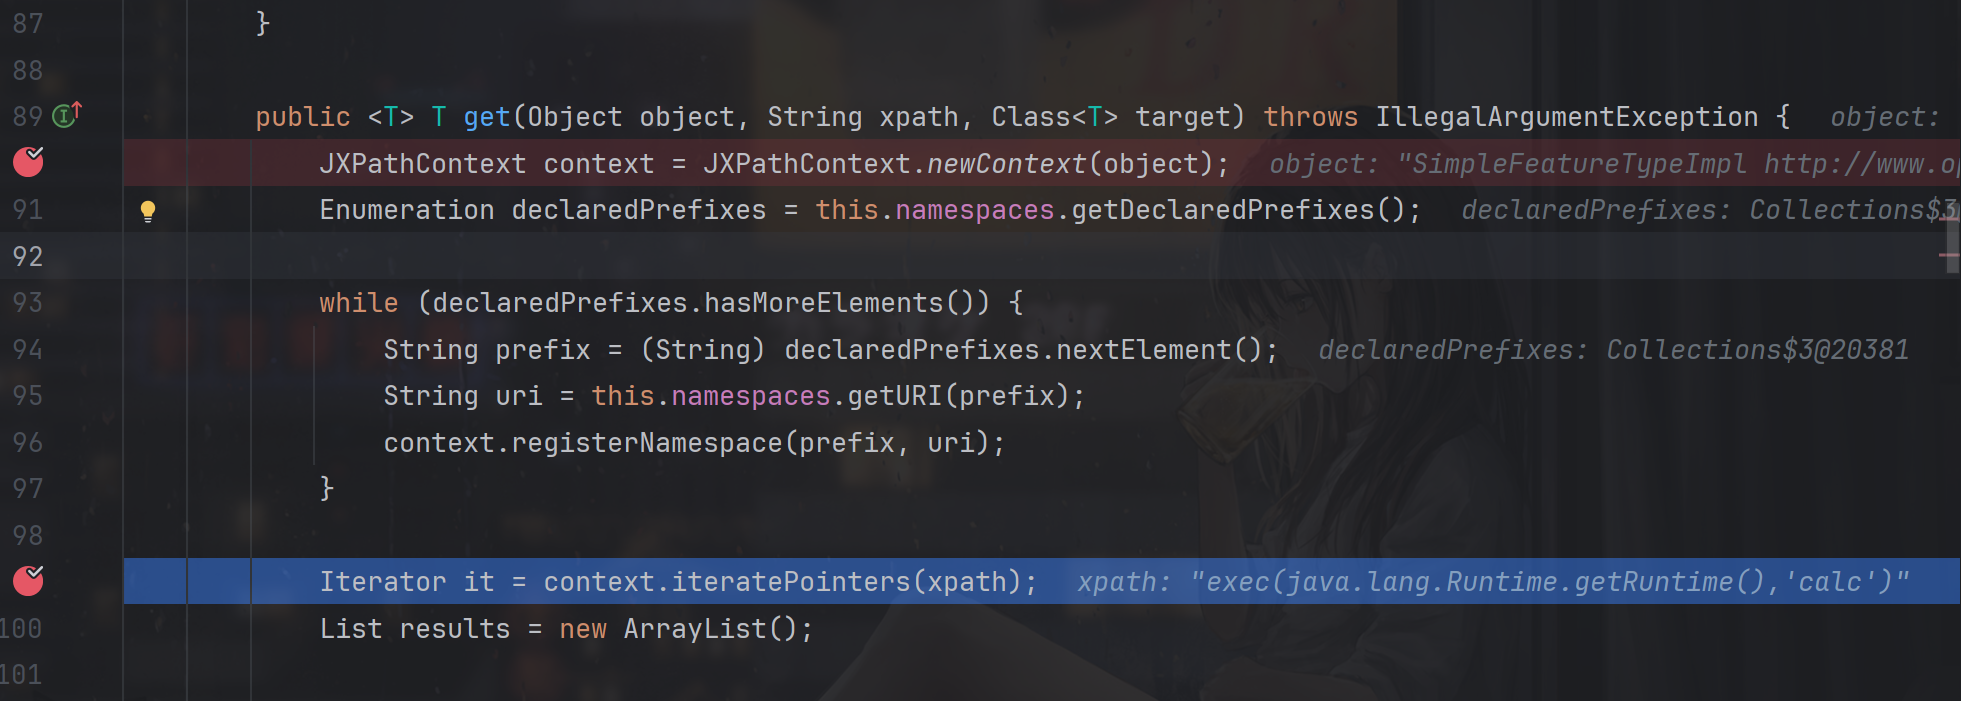 87 }
88
89 public <T> T get(Object object, String xpath, Class<T> target) throws IllegalArgumentException { object:
JXPathContext context = JXPathContext.newContext(object); object: "SimpleFeatureTypeImpl http://www.op
91 Enumeration declaredPrefixes = this.namespaces.getDeclaredPrefixes(); declaredPrefixes: Collections$3
92
93 while (declaredPrefixes.hasMoreElements()) {
94 String prefix = (String) declaredPrefixes.nextElement(); declaredPrefixes: Collections$3@20381
95 String uri = this.namespaces.getURI(prefix);
96 context.registerNamespace(prefix, uri);
97 }
98
Iterator it = context.iteratePointers(xpath); xpath: "exec(java.lang.Runtime.getRuntime(),'calc')"
100 List results = new ArrayList();
101